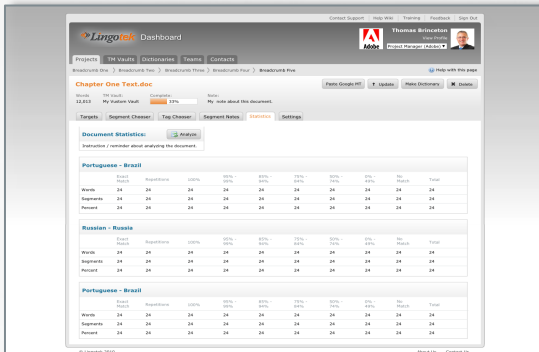 Contact Support | Help Wiki | Training | Feedback | Sign Out
Lingotek Dashboard
Adobe
Thomas Brinceton
View Profile
Project Manager (Adobe)
Projects TM Vaults Dictionaries Teams Contacts
Breadcrumb One Breadcrumb Two Breadcrumb Three Breadcrumb Four Breadcrumb Five
Help with this page
Chapter One Text.doc
Paste Google MT Update Make Dictionary Delete
Words TM Vault: Complete: Note:
12,013 My Custom Vault 33% My note about this document.
Targets Segment Chooser Tag Chooser Segment Notes Statistics Settings
Document Statistics: Analyze
Instruction / reminder about analyzing the document.
Portuguese - Brazil
Exact Match Repetitions 100% 95% - 99% 85% - 94% 75% - 84% 50% - 74% 0% - 49% No Match Total
Words 24 24 24 24 24 24 24 24 24 24
Segments 24 24 24 24 24 24 24 24 24 24
Percent 24 24 24 24 24 24 24 24 24 24
Russian - Russia
Exact Match Repetitions 100% 95% - 99% 85% - 94% 75% - 84% 50% - 74% 0% - 49% No Match Total
Words 24 24 24 24 24 24 24 24 24 24
Segments 24 24 24 24 24 24 24 24 24 24
Percent 24 24 24 24 24 24 24 24 24 24
Portuguese - Brazil
Exact Match Repetitions 100% 95% - 99% 85% - 94% 75% - 84% 50% - 74% 0% - 49% No Match Total
Words 24 24 24 24 24 24 24 24 24 24
Segments 24 24 24 24 24 24 24 24 24 24
Percent 24 24 24 24 24 24 24 24 24 24
© Lingotek 2010 About Us Contact Us